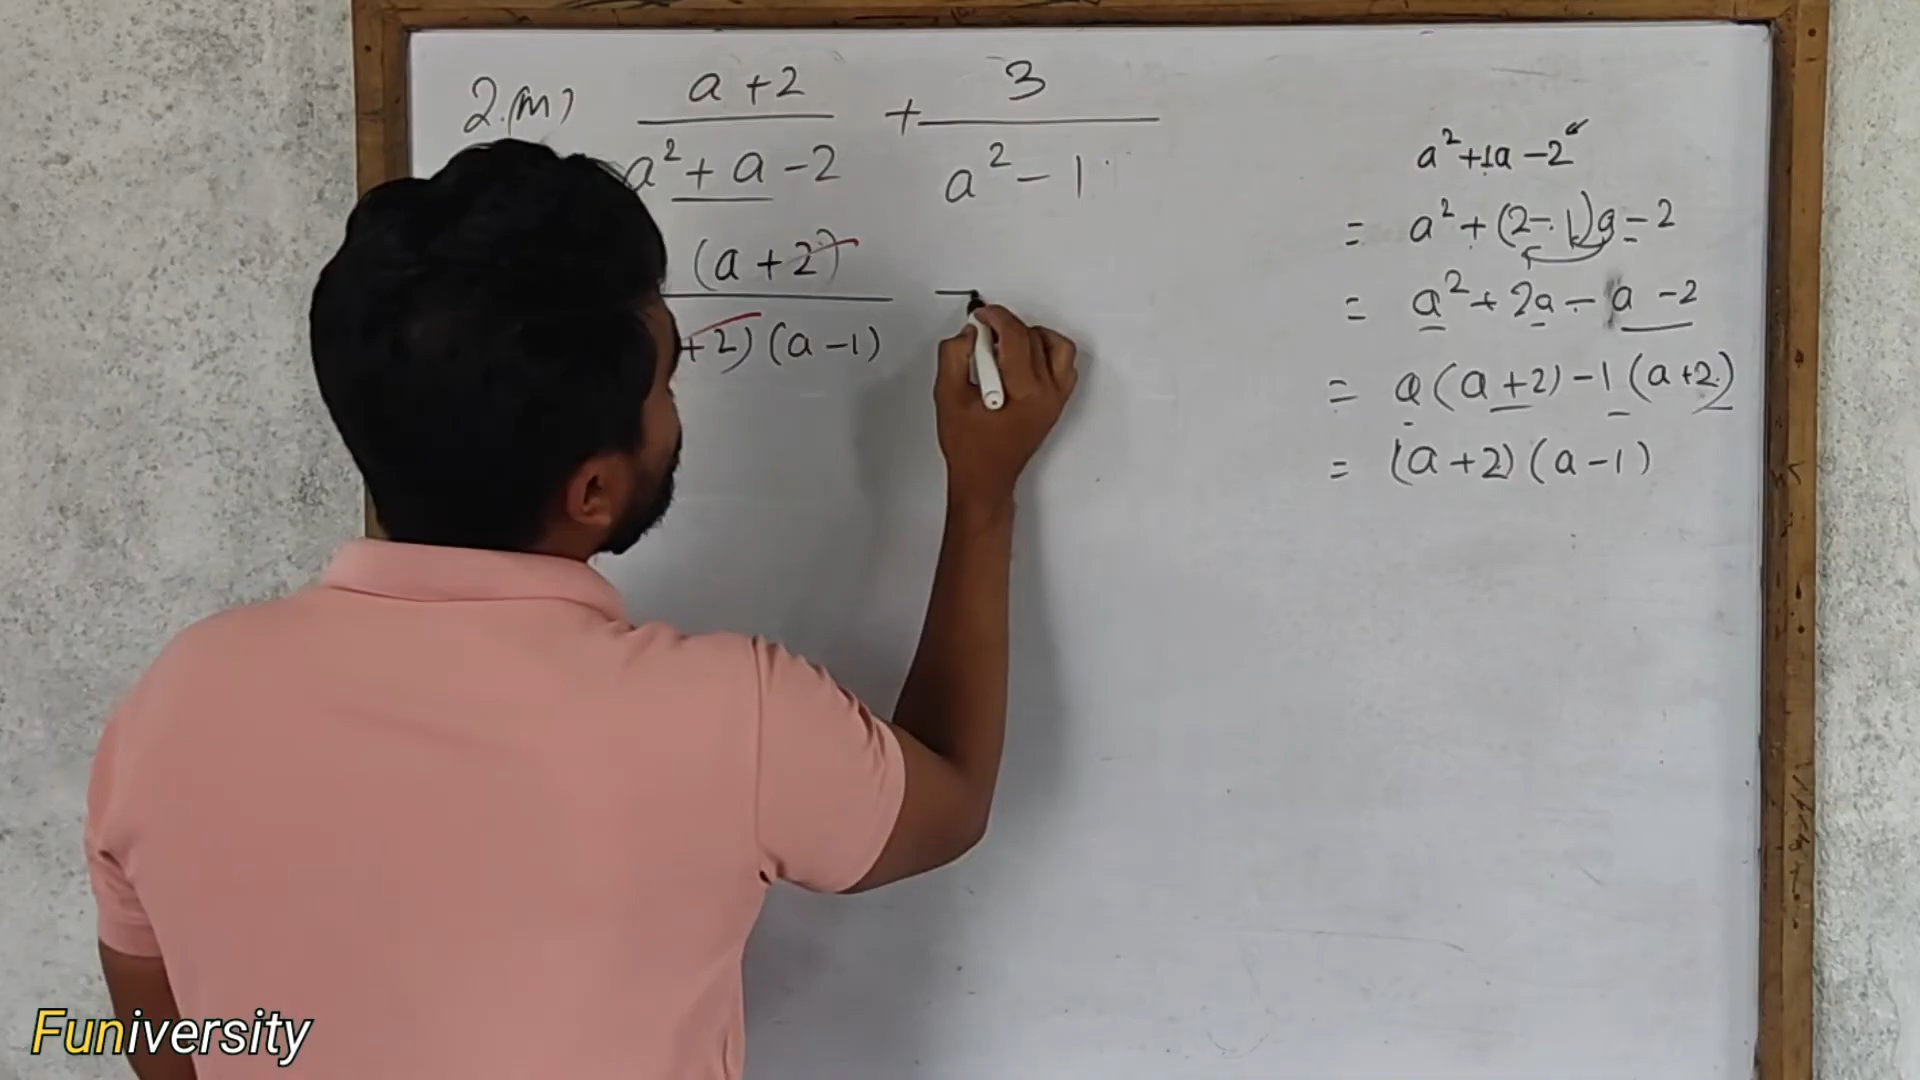 2.(m) a+2 + 3
a²+a-2 a²-1
(a+2)
+2)(a-1)
a²+1a-2
= a²+(2-1)a-2
= a²+2a-a-2
= a(a+2)-1(a+2)
= (a+2)(a-1)
Funiversity